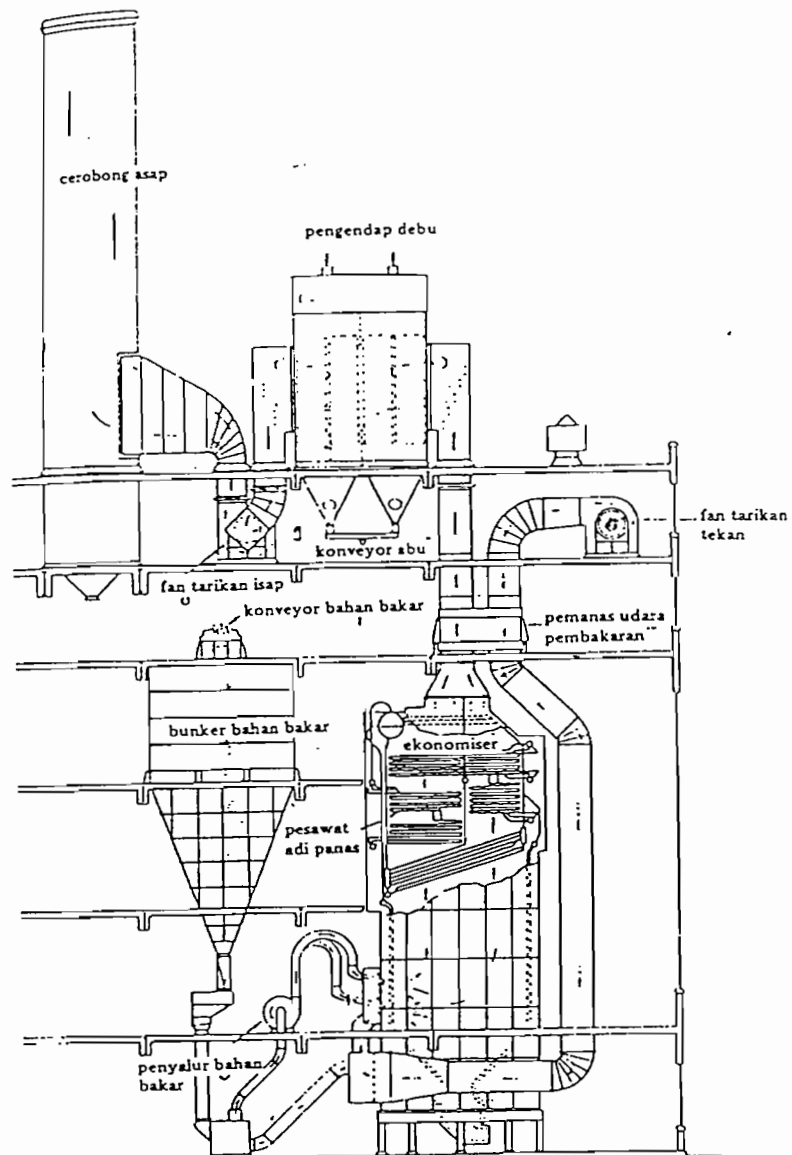 cerobong asap
pengendap debu
fan tarikan
tekan
konveyor abu
fan tarikan isap
konveyor bahan bakar
pemanas udara
pembakaran
bunker bahan bakar
ekonomiser
pesawat
adi panas
penyalur bahan
bakar